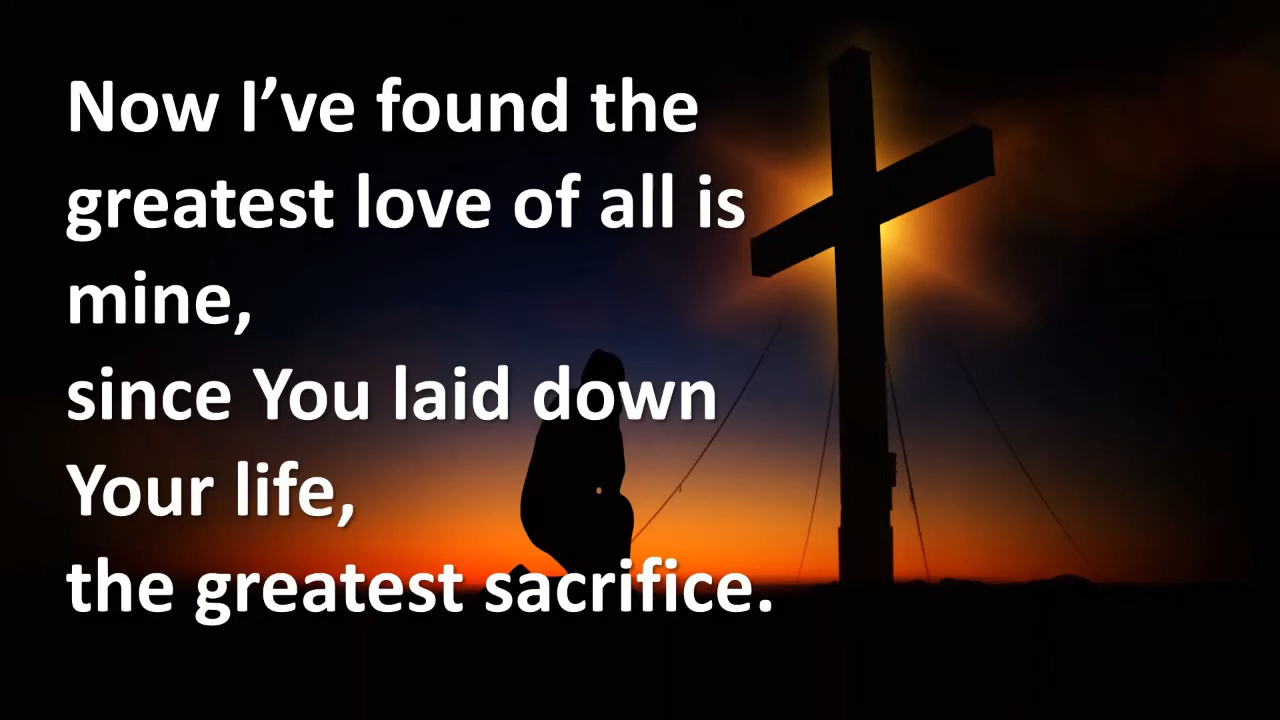 Now I’ve found the
greatest love of all is
mine,
since You laid down
Your life,
the greatest sacrifice.